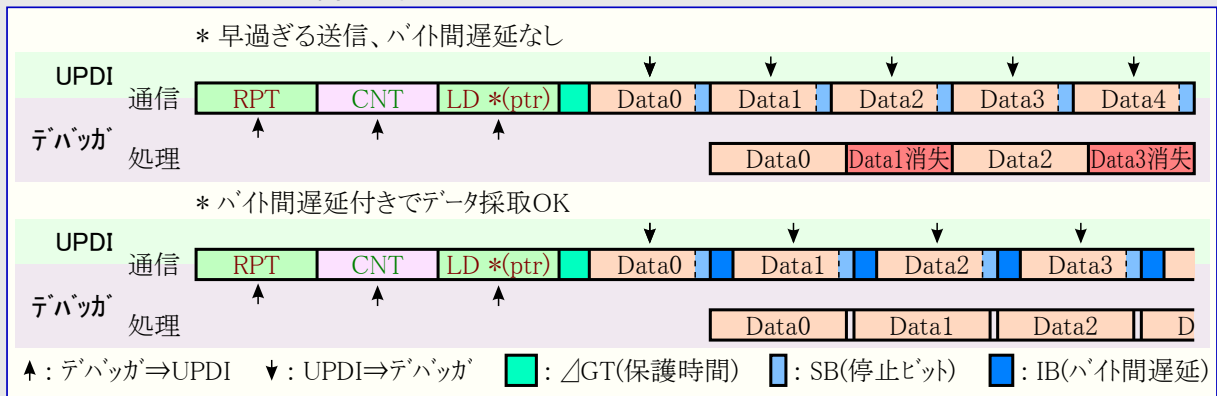 * 早過ぎる送信、バイト間遅延なし
UPDI
通信 RPT CNT LD *(ptr) Data0 Data1 Data2 Data3 Data4
デバッガ
処理 Data0 Data1消失 Data2 Data3消失
* バイト間遅延付きでデータ採取OK
UPDI
通信 RPT CNT LD *(ptr) Data0 Data1 Data2 Data3
デバッガ
処理 Data0 Data1 Data2 D
↑: デバッガ⇒UPDI ↓: UPDI⇒デバッガ : ⊿GT(保護時間) : SB(停止ビット) : IB(バイト間遅延)